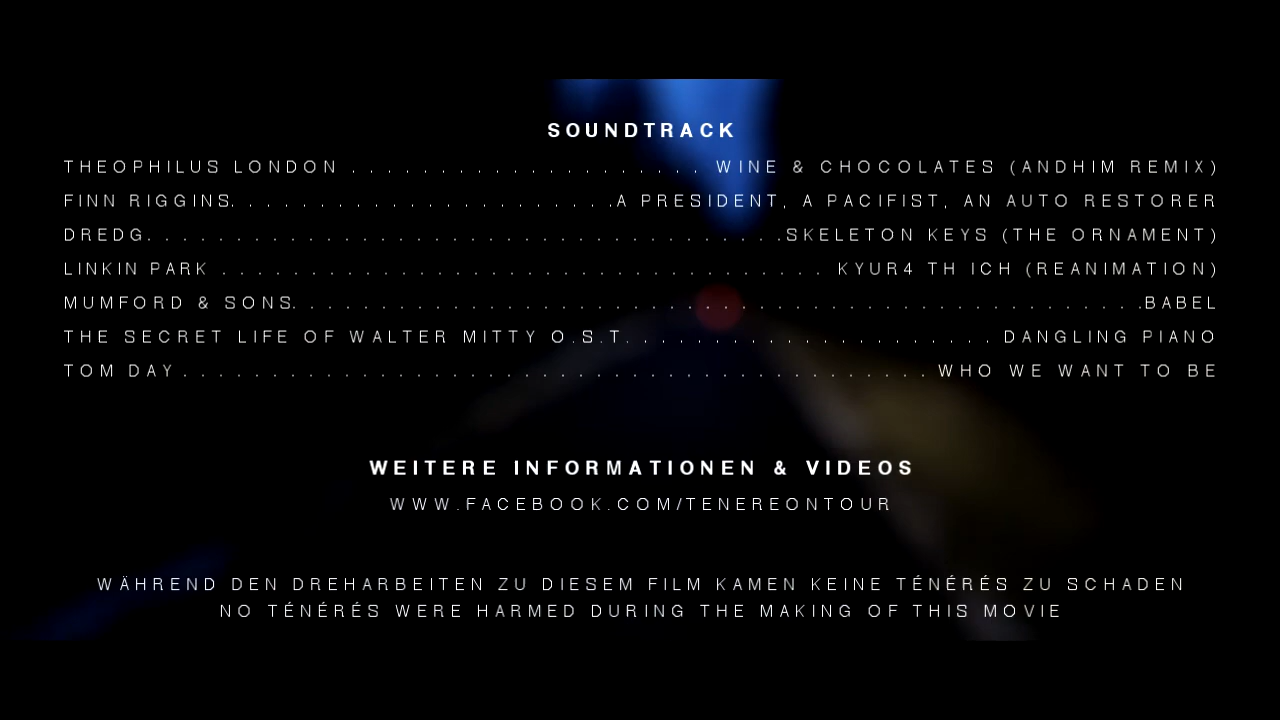 SOUNDTRACK
THEOPHILUS LONDON . . . . . . . . . . . . . . . . . . . . WINE & CHOCOLATES (ANDHIM REMIX)
FINN RIGGINS. . . . . . . . . . . . . . . . . . . . . .A PRESIDENT, A PACIFIST, AN AUTO RESTORER
DREDG. . . . . . . . . . . . . . . . . . . . . . . . . . . . . . . . . . . .SKELETON KEYS (THE ORNAMENT)
LINKIN PARK . . . . . . . . . . . . . . . . . . . . . . . . . . . . . . . . . . KYUR4 TH ICH (REANIMATION)
MUMFORD & SONS. . . . . . . . . . . . . . . . . . . . . . . . . . . . . . . . . . . . . . . . . . . . . . . .BABEL
THE SECRET LIFE OF WALTER MITTY O.S.T. . . . . . . . . . . . . . . . . . . . . DANGLING PIANO
TOM DAY . . . . . . . . . . . . . . . . . . . . . . . . . . . . . . . . . . . . . . . . . . WHO WE WANT TO BE
WEITERE INFORMATIONEN & VIDEOS
WWW.FACEBOOK.COM/TENEREONTOUR
WÄHREND DEN DREHARBEITEN ZU DIESEM FILM KAMEN KEINE TÉNÉRÉS ZU SCHADEN
NO TÉNÉRÉS WERE HARMED DURING THE MAKING OF THIS MOVIE